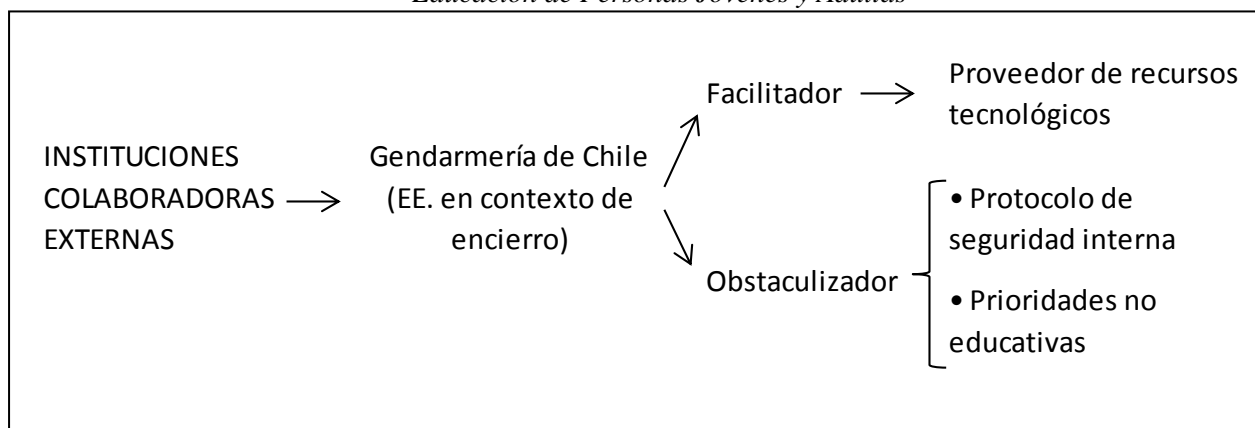 Educación de Personas Jóvenes y Adultas
INSTITUCIONES
COLABORADORAS
EXTERNAS
Gendarmería de Chile
(EE. en contexto de
encierro)
Facilitador
Proveedor de recursos
tecnológicos
Obstaculizador
• Protocolo de
seguridad interna
• Prioridades no
educativas